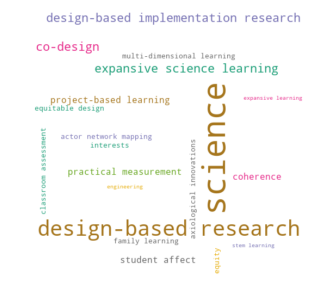 design-based implementation research
co-design
multi-dimensional learning
expansive science learning
science
project-based learning
expansive learning
equitable design
classroom assessment
actor network mapping
axiological innovations
interests
practical measurement
coherence
engineering
design-based research
family learning
stem learning
student affect
equity